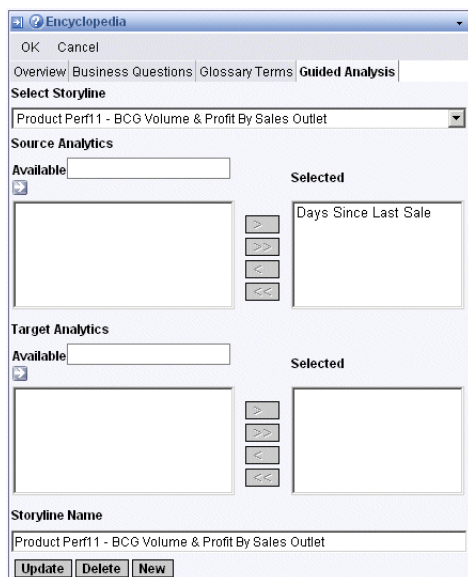 Encyclopedia
OK Cancel
Overview Business Questions Glossary Terms Guided Analysis
Select Storyline
Product Perf11 - BCG Volume & Profit By Sales Outlet
Source Analytics
Available
Selected
Days Since Last Sale
>
>>
<
<<
Target Analytics
Available
Selected
>
>>
<
<<
Storyline Name
Product Perf11 - BCG Volume & Profit By Sales Outlet
Update Delete New